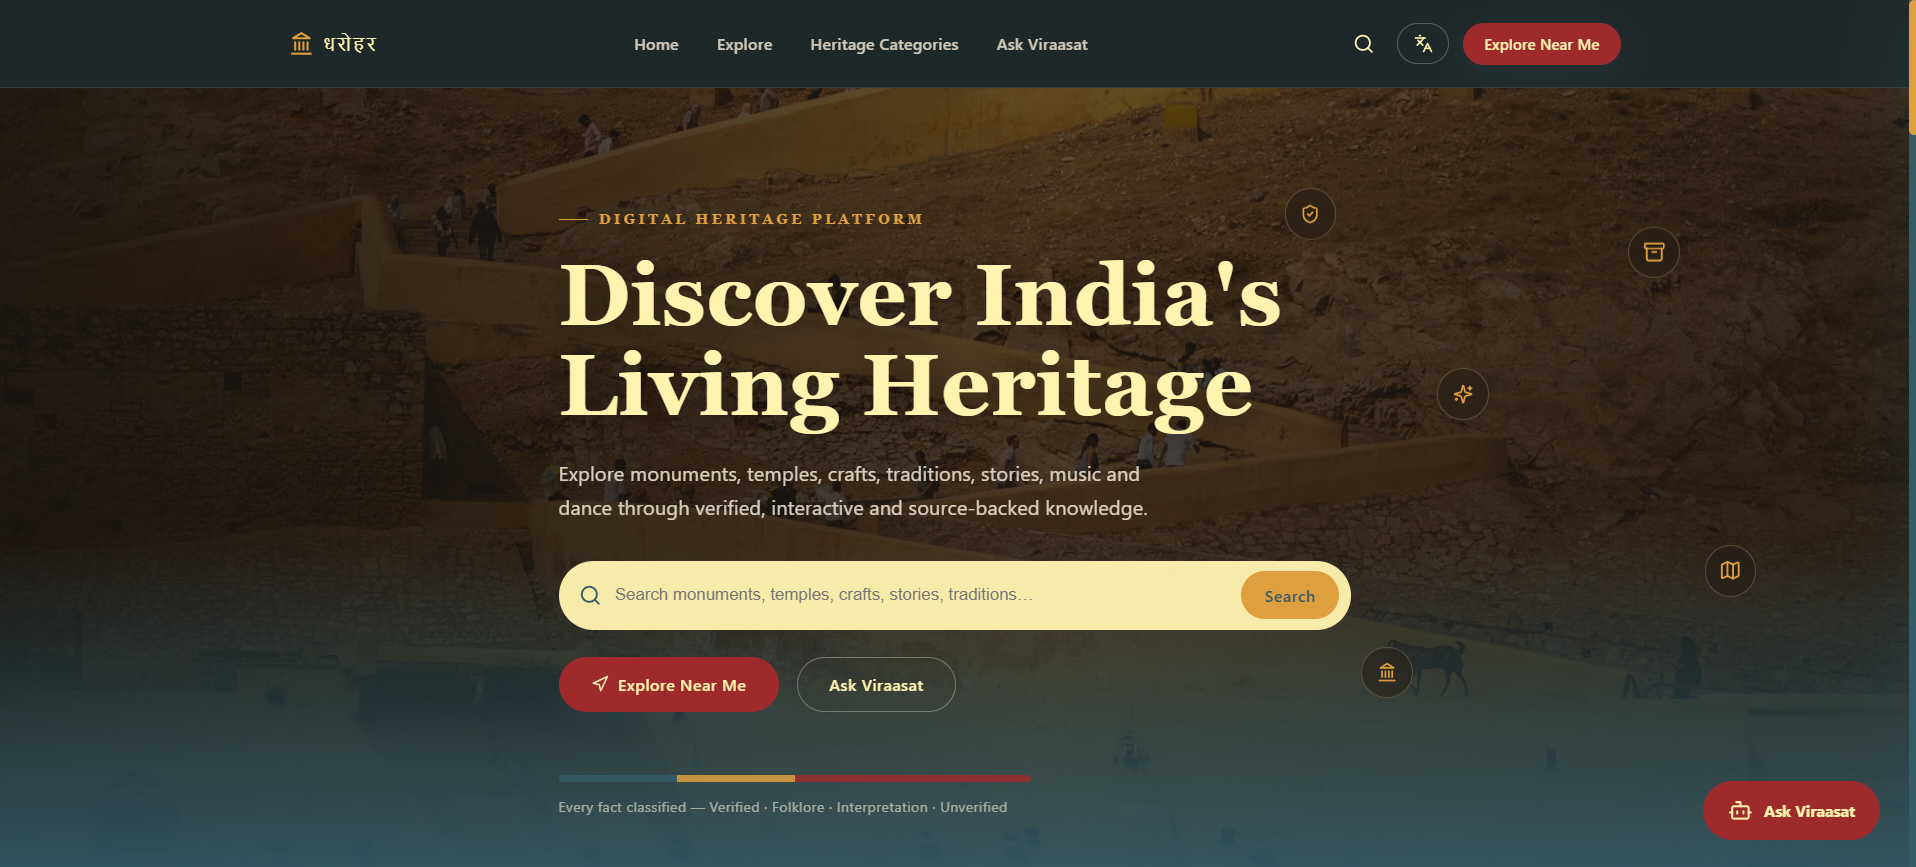 धरोहर
Home
Explore
Heritage Categories
Ask Viraasat
Explore Near Me
DIGITAL HERITAGE PLATFORM
Discover India's
Living Heritage
Explore monuments, temples, crafts, traditions, stories, music and
dance through verified, interactive and source-backed knowledge.
Search monuments, temples, crafts, stories, traditions...
Search
Explore Near Me
Ask Viraasat
Every fact classified — Verified · Folklore · Interpretation · Unverified
Ask Viraasat